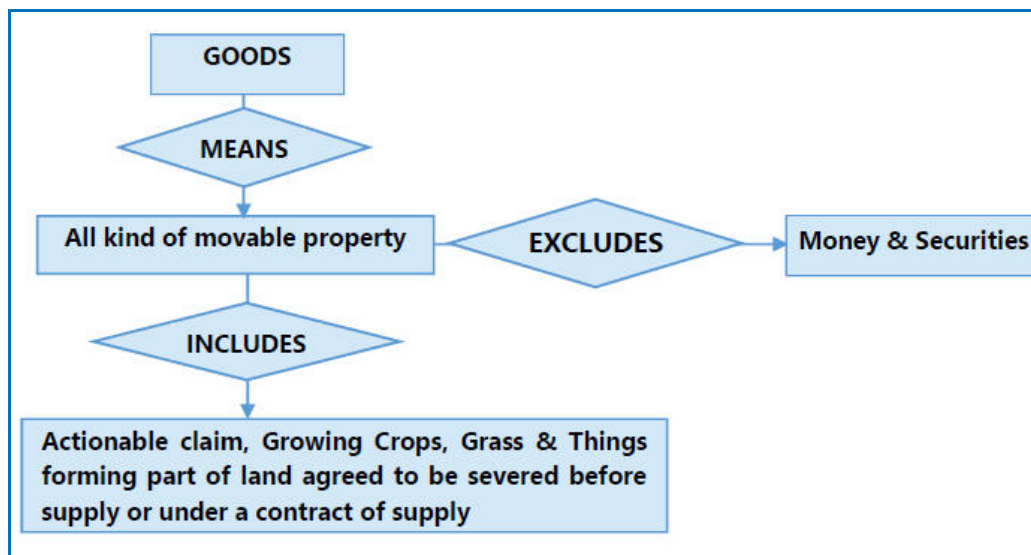 GOODS
MEANS
All kind of movable property
EXCLUDES
Money & Securities
INCLUDES
Actionable claim, Growing Crops, Grass & Things
forming part of land agreed to be severed before
supply or under a contract of supply